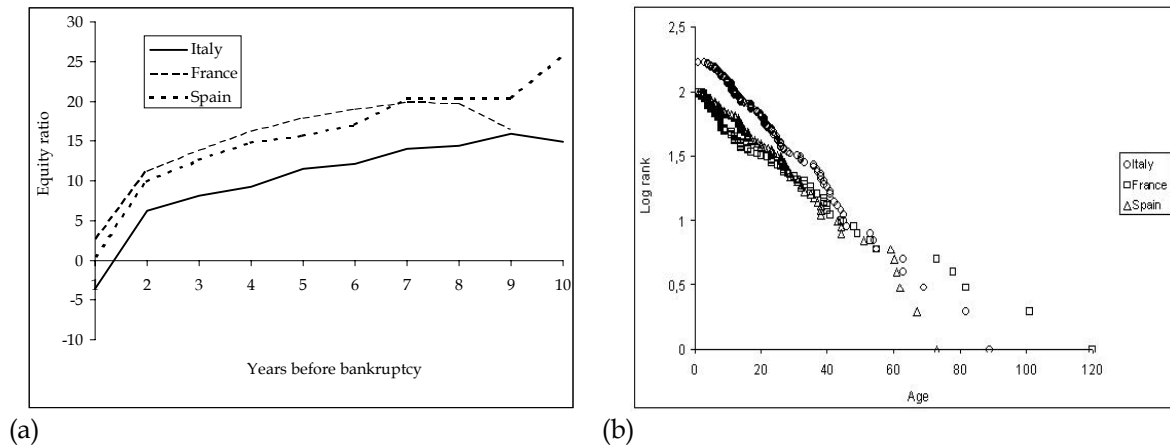 30
25
20
15
10
5
0
-5
-10
Equity ratio
Italy
France
Spain
1 2 3 4 5 6 7 8 9 10
Years before bankruptcy
(a)
2,5
2
1,5
1
0,5
0
Log rank
Italy
France
Spain
0 20 40 60 80 100 120
Age
(b)